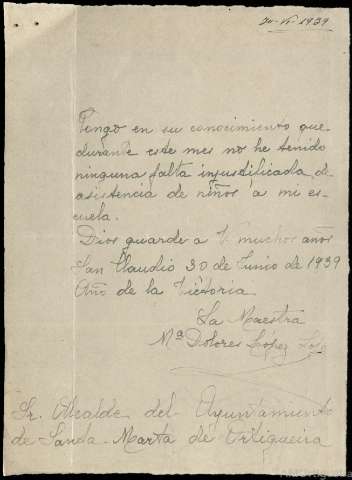 30-VI-1939
Pongo en su conocimiento que
durante este mes no he tenido
ninguna falta injustificada de
asistencia de niños a mi es-
cuela.
Dios guarde a V. muchos años
San Claudio 30 de Junio de 1939
Año de la Victoria.
La Maestra
Mª Dolores López
Sr. Alcalde del Ayuntamiento
de Santa Marta de Ortigueira